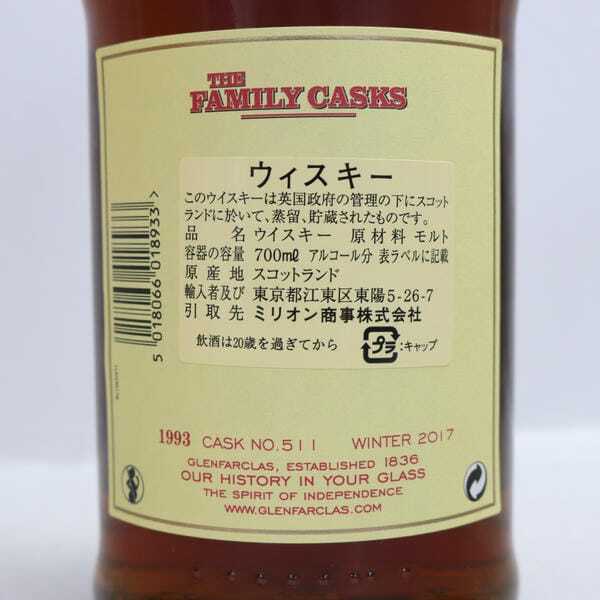 THE
FAMILY CASKS
ウィスキー
このウイスキーは英国政府の管理の下にスコット
ランドに於いて、蒸留、貯蔵されたものです。
品 名 ウイスキー 原材料 モルト
容器の容量 700mℓ アルコール分 表ラベルに記載
原産地 スコットランド
輸入者及び 東京都江東区東陽5-26-7
引取先 ミリオン商事株式会社
飲酒は20歳を過ぎてから プラ:キャップ
5 018066 018933 >
1993 CASK NO.511 WINTER 2017
GLENFARCLAS, ESTABLISHED 1836
OUR HISTORY IN YOUR GLASS
THE SPIRIT OF INDEPENDENCE
WWW.GLENFARCLAS.COM